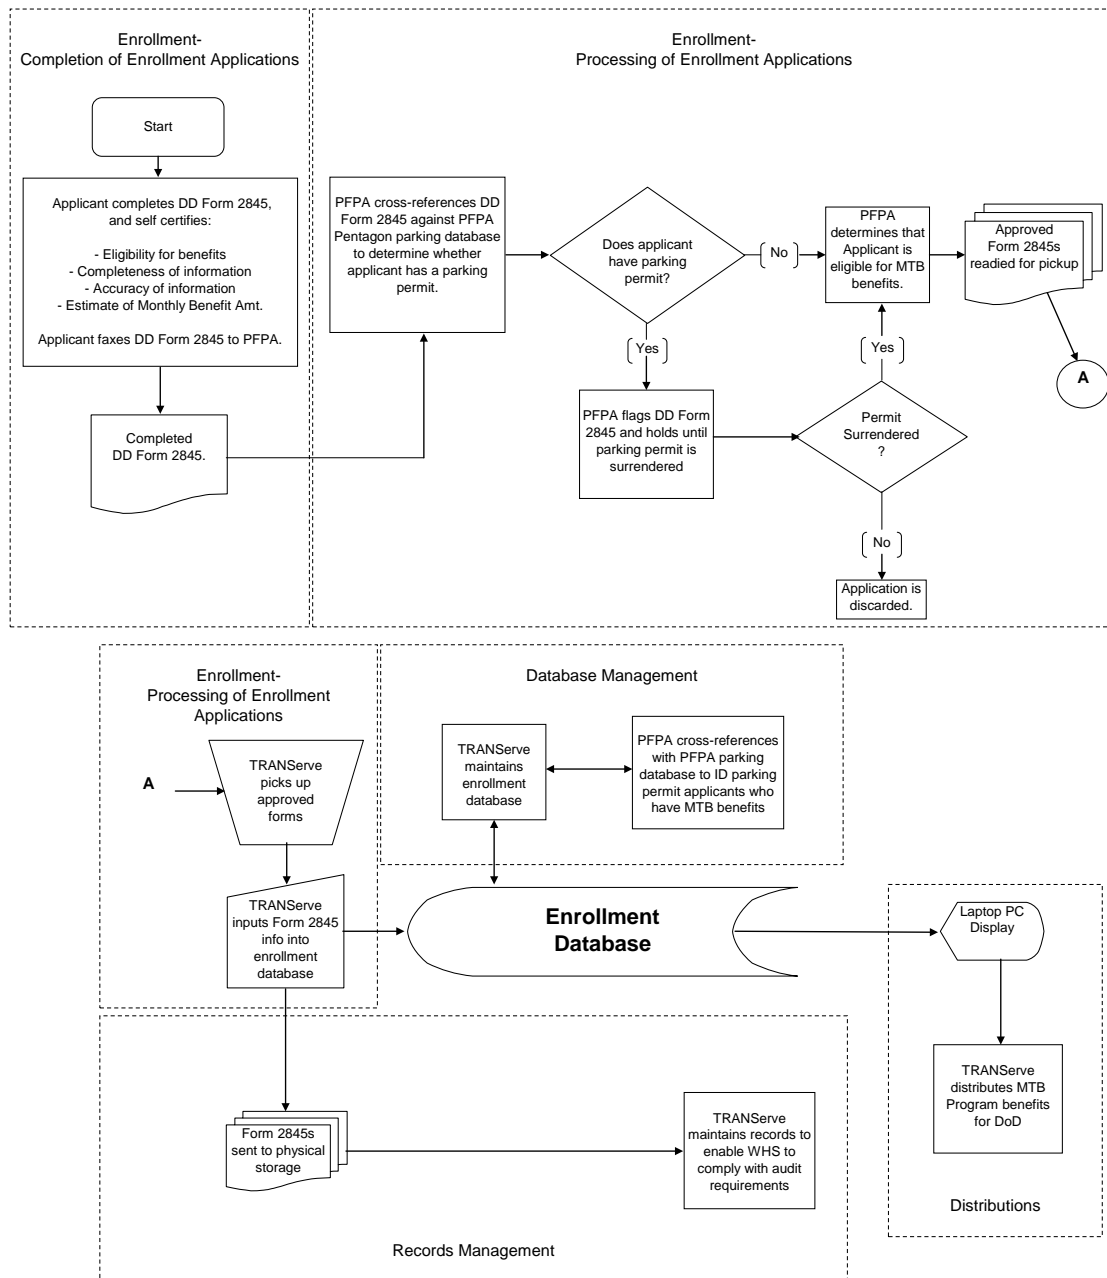 Enrollment-
Completion of Enrollment Applications
Start
Applicant completes DD Form 2845,
and self certifies:
- Eligibility for benefits
- Completeness of information
- Accuracy of information
- Estimate of Monthly Benefit Amt.
Applicant faxes DD Form 2845 to PFPA.
Completed
DD Form 2845.
Enrollment-
Processing of Enrollment Applications
PFPA cross-references DD
Form 2845 against PFPA
Pentagon parking database
to determine whether
applicant has a parking
permit.
Does applicant
have parking
permit?
No
Yes
PFPA
determines that
Applicant is
eligible for MTB
benefits.
Approved
Form 2845s
readied for pickup
A
PFPA flags DD Form
2845 and holds until
parking permit is
surrendered
Yes
Permit
Surrendered
?
No
Application is
discarded.
Enrollment-
Processing of Enrollment
Applications
A
TRANServe
picks up
approved
forms
TRANServe
inputs Form 2845
info into
enrollment
database
Database Management
TRANServe
maintains
enrollment
database
PFPA cross-references
with PFPA parking
database to ID parking
permit applicants who
have MTB benefits
Enrollment
Database
Laptop PC
Display
TRANServe
distributes MTB
Program benefits
for DoD
Distributions
Form 2845s
sent to physical
storage
TRANServe
maintains records to
enable WHS to
comply with audit
requirements
Records Management